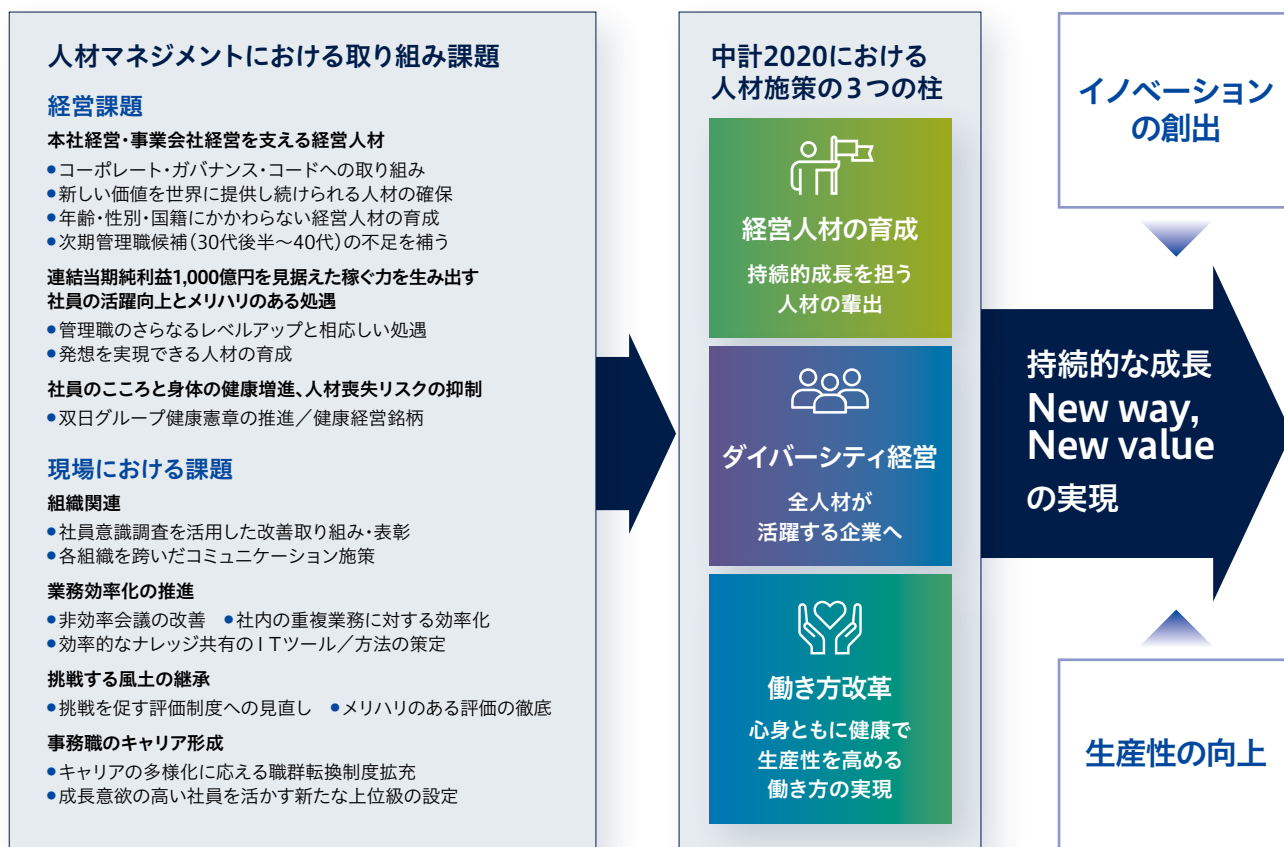 人材マネジメントにおける取り組み課題
経営課題
本社経営・事業会社経営を支える経営人材
●コーポレート・ガバナンス・コードへの取り組み
●新しい価値を世界に提供し続けられる人材の確保
●年齢・性別・国籍にかかわらない経営人材の育成
●次期管理職候補(30代後半～40代)の不足を補う
連結当期純利益1,000億円を見据えた稼ぐ力を生み出す
社員の活躍向上とメリハリのある処遇
●管理職のさらなるレベルアップと相応しい処遇
●発想を実現できる人材の育成
社員のこころと身体の健康増進、人材喪失リスクの抑制
●双日グループ健康憲章の推進／健康経営銘柄
現場における課題
組織関連
●社員意識調査を活用した改善取り組み・表彰
●各組織を跨いだコミュニケーション施策
業務効率化の推進
●非効率会議の改善 ●社内の重複業務に対する効率化
●効率的なナレッジ共有のITツール／方法の策定
挑戦する風土の継承
●挑戦を促す評価制度への見直し ●メリハリのある評価の徹底
事務職のキャリア形成
●キャリアの多様化に応える職群転換制度拡充
●成長意欲の高い社員を活かす新たな上位級の設定
中計2020における
人材施策の3つの柱
経営人材の育成
持続的成長を担う
人材の輩出
ダイバーシティ経営
全人材が
活躍する企業へ
働き方改革
心身ともに健康で
生産性を高める
働き方の実現
イノベーション
の創出
持続的な成長
New way,
New value
の実現
生産性の向上